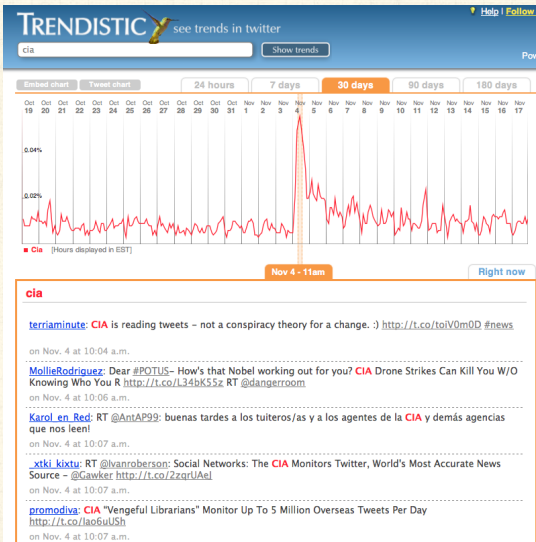 Help | Follow
TRENDISTIC see trends in twitter
cia Show trends
Embed chart Tweet chart 24 hours 7 days 30 days 90 days 180 days
Oct Oct Oct Oct Oct Oct Oct Oct Oct Oct Oct Oct Oct Nov Nov Nov Nov Nov Nov Nov Nov Nov Nov Nov Nov Nov Nov Nov Nov Nov
19 20 21 22 23 24 25 26 27 28 29 30 31 1 2 3 4 5 6 7 8 9 10 11 12 13 14 15 16 17
0.04%
0.02%
Cia [Hours displayed in EST]
Nov 4 - 11am Right now
cia
terriaminute: CIA is reading tweets - not a conspiracy theory for a change. :) http://t.co/toiV0m0D #news
on Nov. 4 at 10:04 a.m.
MollieRodriguez: Dear #POTUS- How's that Nobel working out for you? CIA Drone Strikes Can Kill You W/O
Knowing Who You R http://t.co/L34bK55z RT @dangerroom
on Nov. 4 at 10:06 a.m.
Karol_en_Red: RT @AntAP99: buenas tardes a los tuiteros/as y a los agentes de la CIA y demás agencias
que nos leen!
on Nov. 4 at 10:07 a.m.
_xtki_kixtu: RT @Ivanroberson: Social Networks: The CIA Monitors Twitter, World's Most Accurate News
Source - @Gawker http://t.co/2zqrUAeJ
on Nov. 4 at 10:07 a.m.
promodiva: CIA "Vengeful Librarians" Monitor Up To 5 Million Overseas Tweets Per Day
http://t.co/Iao6uUSh
on Nov. 4 at 10:07 a.m.